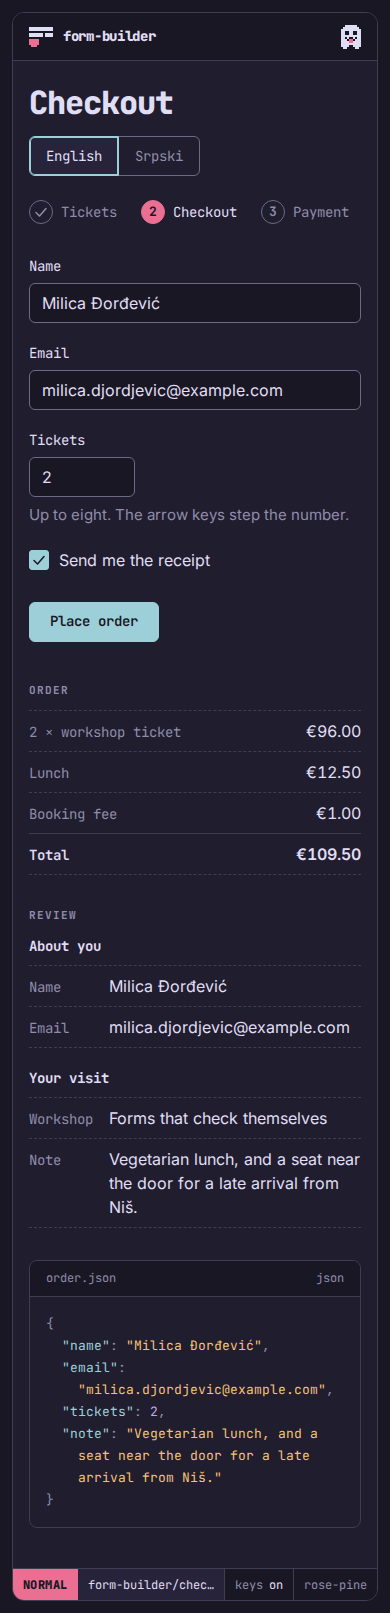 form-builder
Checkout
English Srpski
Tickets 2 Checkout 3 Payment
Name
Milica Đorđević
Email
milica.djordjevic@example.com
Tickets
2
Up to eight. The arrow keys step the number.
Send me the receipt
Place order
ORDER
2 × workshop ticket €96.00
Lunch €12.50
Booking fee €1.00
Total €109.50
REVIEW
About you
Name Milica Đorđević
Email milica.djordjevic@example.com
Your visit
Workshop Forms that check themselves
Note Vegetarian lunch, and a seat near
the door for a late arrival from
Niš.
order.json json
{
"name": "Milica Đorđević",
"email":
"milica.djordjevic@example.com",
"tickets": 2,
"note": "Vegetarian lunch, and a
seat near the door for a late
arrival from Niš."
}
NORMAL form-builder/chec… keys on rose-pine